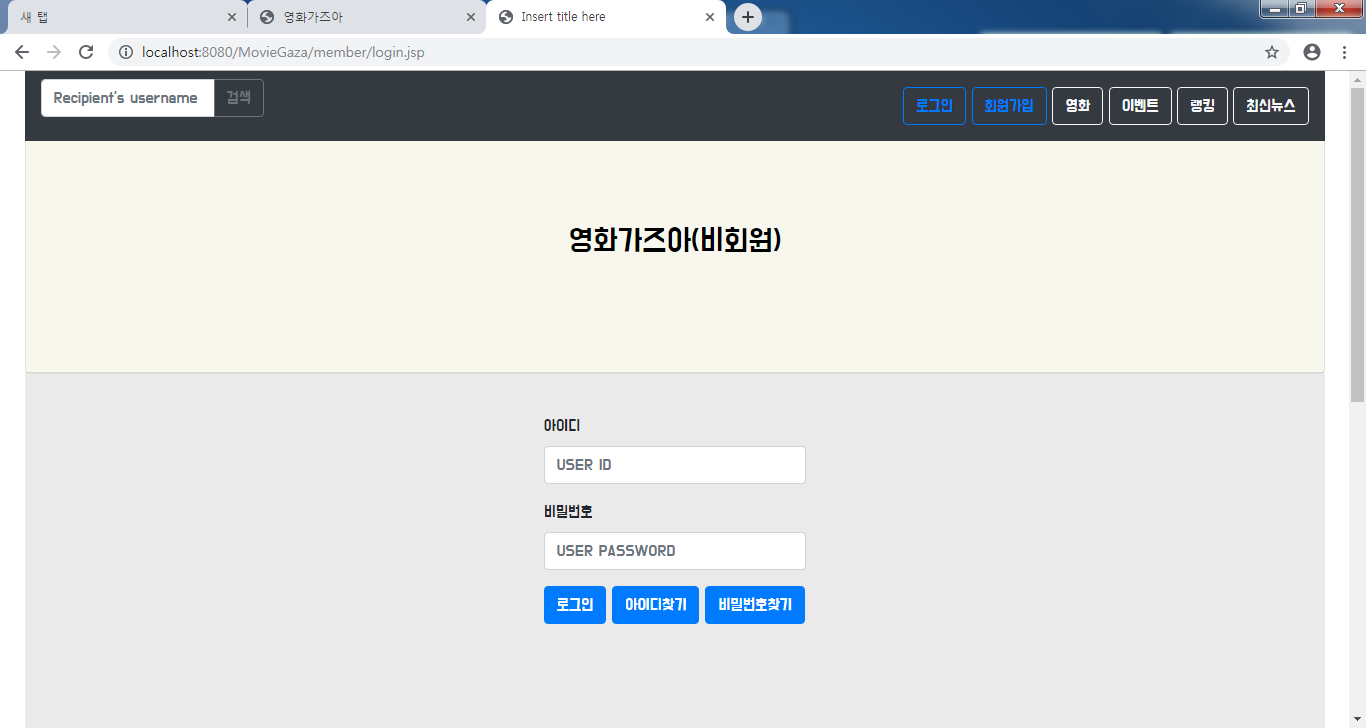 새 탭
영화가즈아
Insert title here
localhost:8080/MovieGaza/member/login.jsp
Recipient's username 검색
로그인 회원가입 영화 이벤트 랭킹 최신뉴스
영화가즈아(비회원)
아이디
USER ID
비밀번호
USER PASSWORD
로그인 아이디찾기 비밀번호찾기